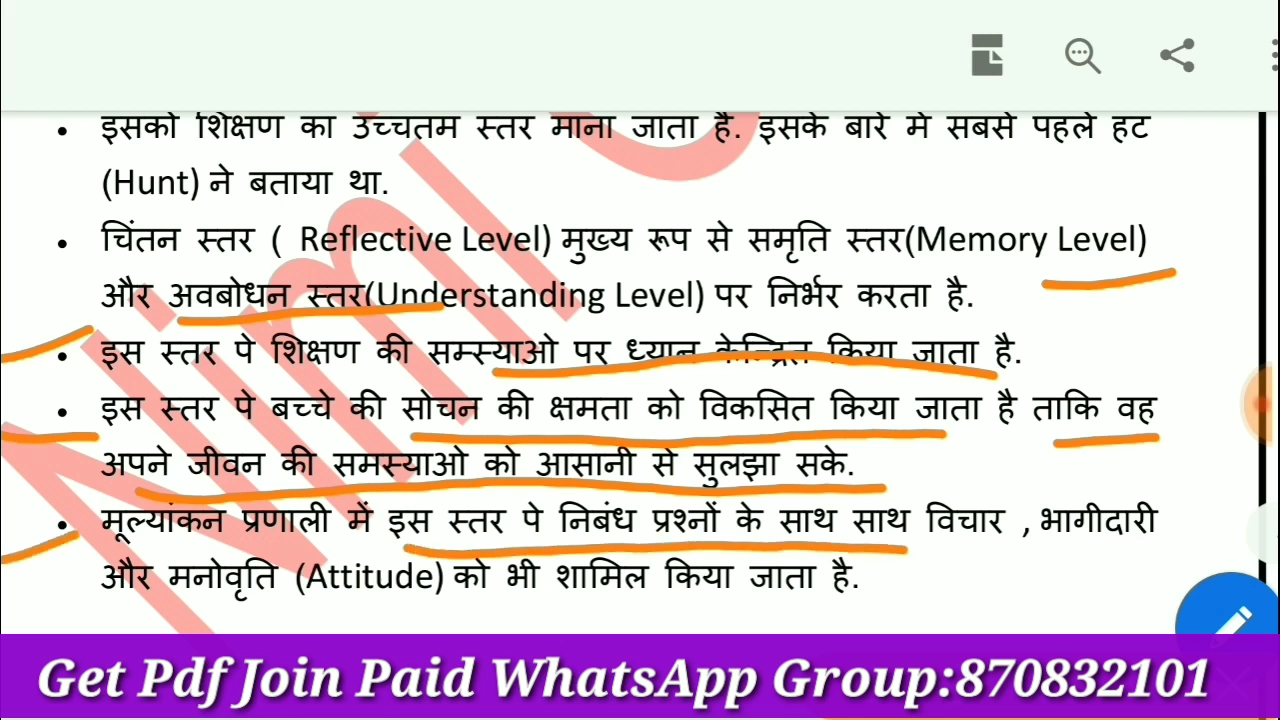 • इसको शिक्षण का उच्चतम स्तर माना जाता है. इसके बारे में सबसे पहले हंट
(Hunt) ने बताया था.
• चिंतन स्तर ( Reflective Level) मुख्य रूप से समृति स्तर(Memory Level)
और अवबोधन स्तर(Understanding Level) पर निर्भर करता है.
• इस स्तर पे शिक्षण की सम्स्याओ पर ध्यान केन्द्रित किया जाता है.
• इस स्तर पे बच्चे की सोचन की क्षमता को विकसित किया जाता है ताकि वह
अपने जीवन की समस्याओ को आसानी से सुलझा सके.
• मूल्यांकन प्रणाली में इस स्तर पे निबंध प्रश्नों के साथ साथ विचार , भागीदारी
और मनोवृति (Attitude) को भी शामिल किया जाता है.
Get Pdf Join Paid WhatsApp Group:870832101